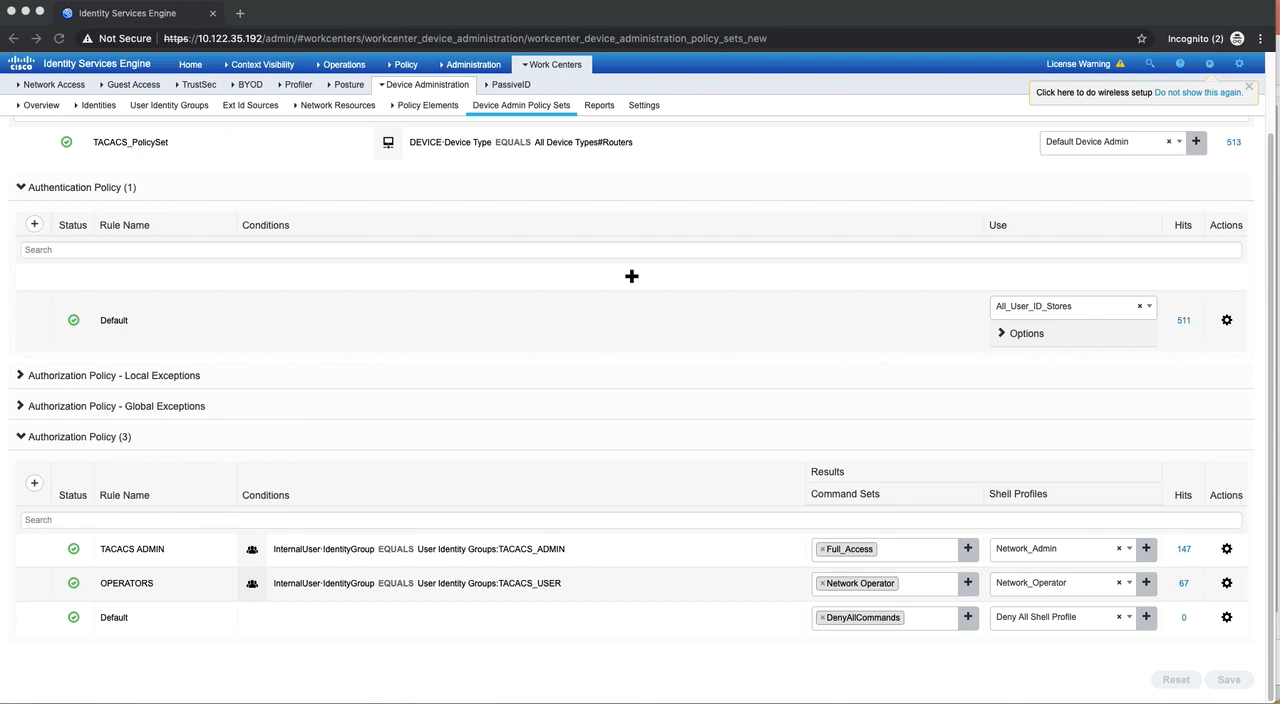 Identity Services Engine
Not Secure | https://10.122.35.192/admin/#workcenters/workcenter_device_administration/workcenter_device_administration_policy_sets_new Incognito (2)
CISCO Identity Services Engine Home Context Visibility Operations Policy Administration Work Centers License Warning
Network Access Guest Access TrustSec BYOD Profiler Posture Device Administration PassiveID
Click here to do wireless setup Do not show this again.
Overview Identities User Identity Groups Ext Id Sources Network Resources Policy Elements Device Admin Policy Sets Reports Settings
TACACS_PolicySet DEVICE·Device Type EQUALS All Device Types#Routers Default Device Admin 513
Authentication Policy (1)
Status Rule Name Conditions Use Hits Actions
Search
Default All_User_ID_Stores 511
Options
Authorization Policy - Local Exceptions
Authorization Policy - Global Exceptions
Authorization Policy (3)
Results
Status Rule Name Conditions Command Sets Shell Profiles Hits Actions
Search
TACACS ADMIN InternalUser·IdentityGroup EQUALS User Identity Groups:TACACS_ADMIN Full_Access Network_Admin 147
OPERATORS InternalUser·IdentityGroup EQUALS User Identity Groups:TACACS_USER Network Operator Network_Operator 67
Default DenyAllCommands Deny All Shell Profile 0
Reset Save